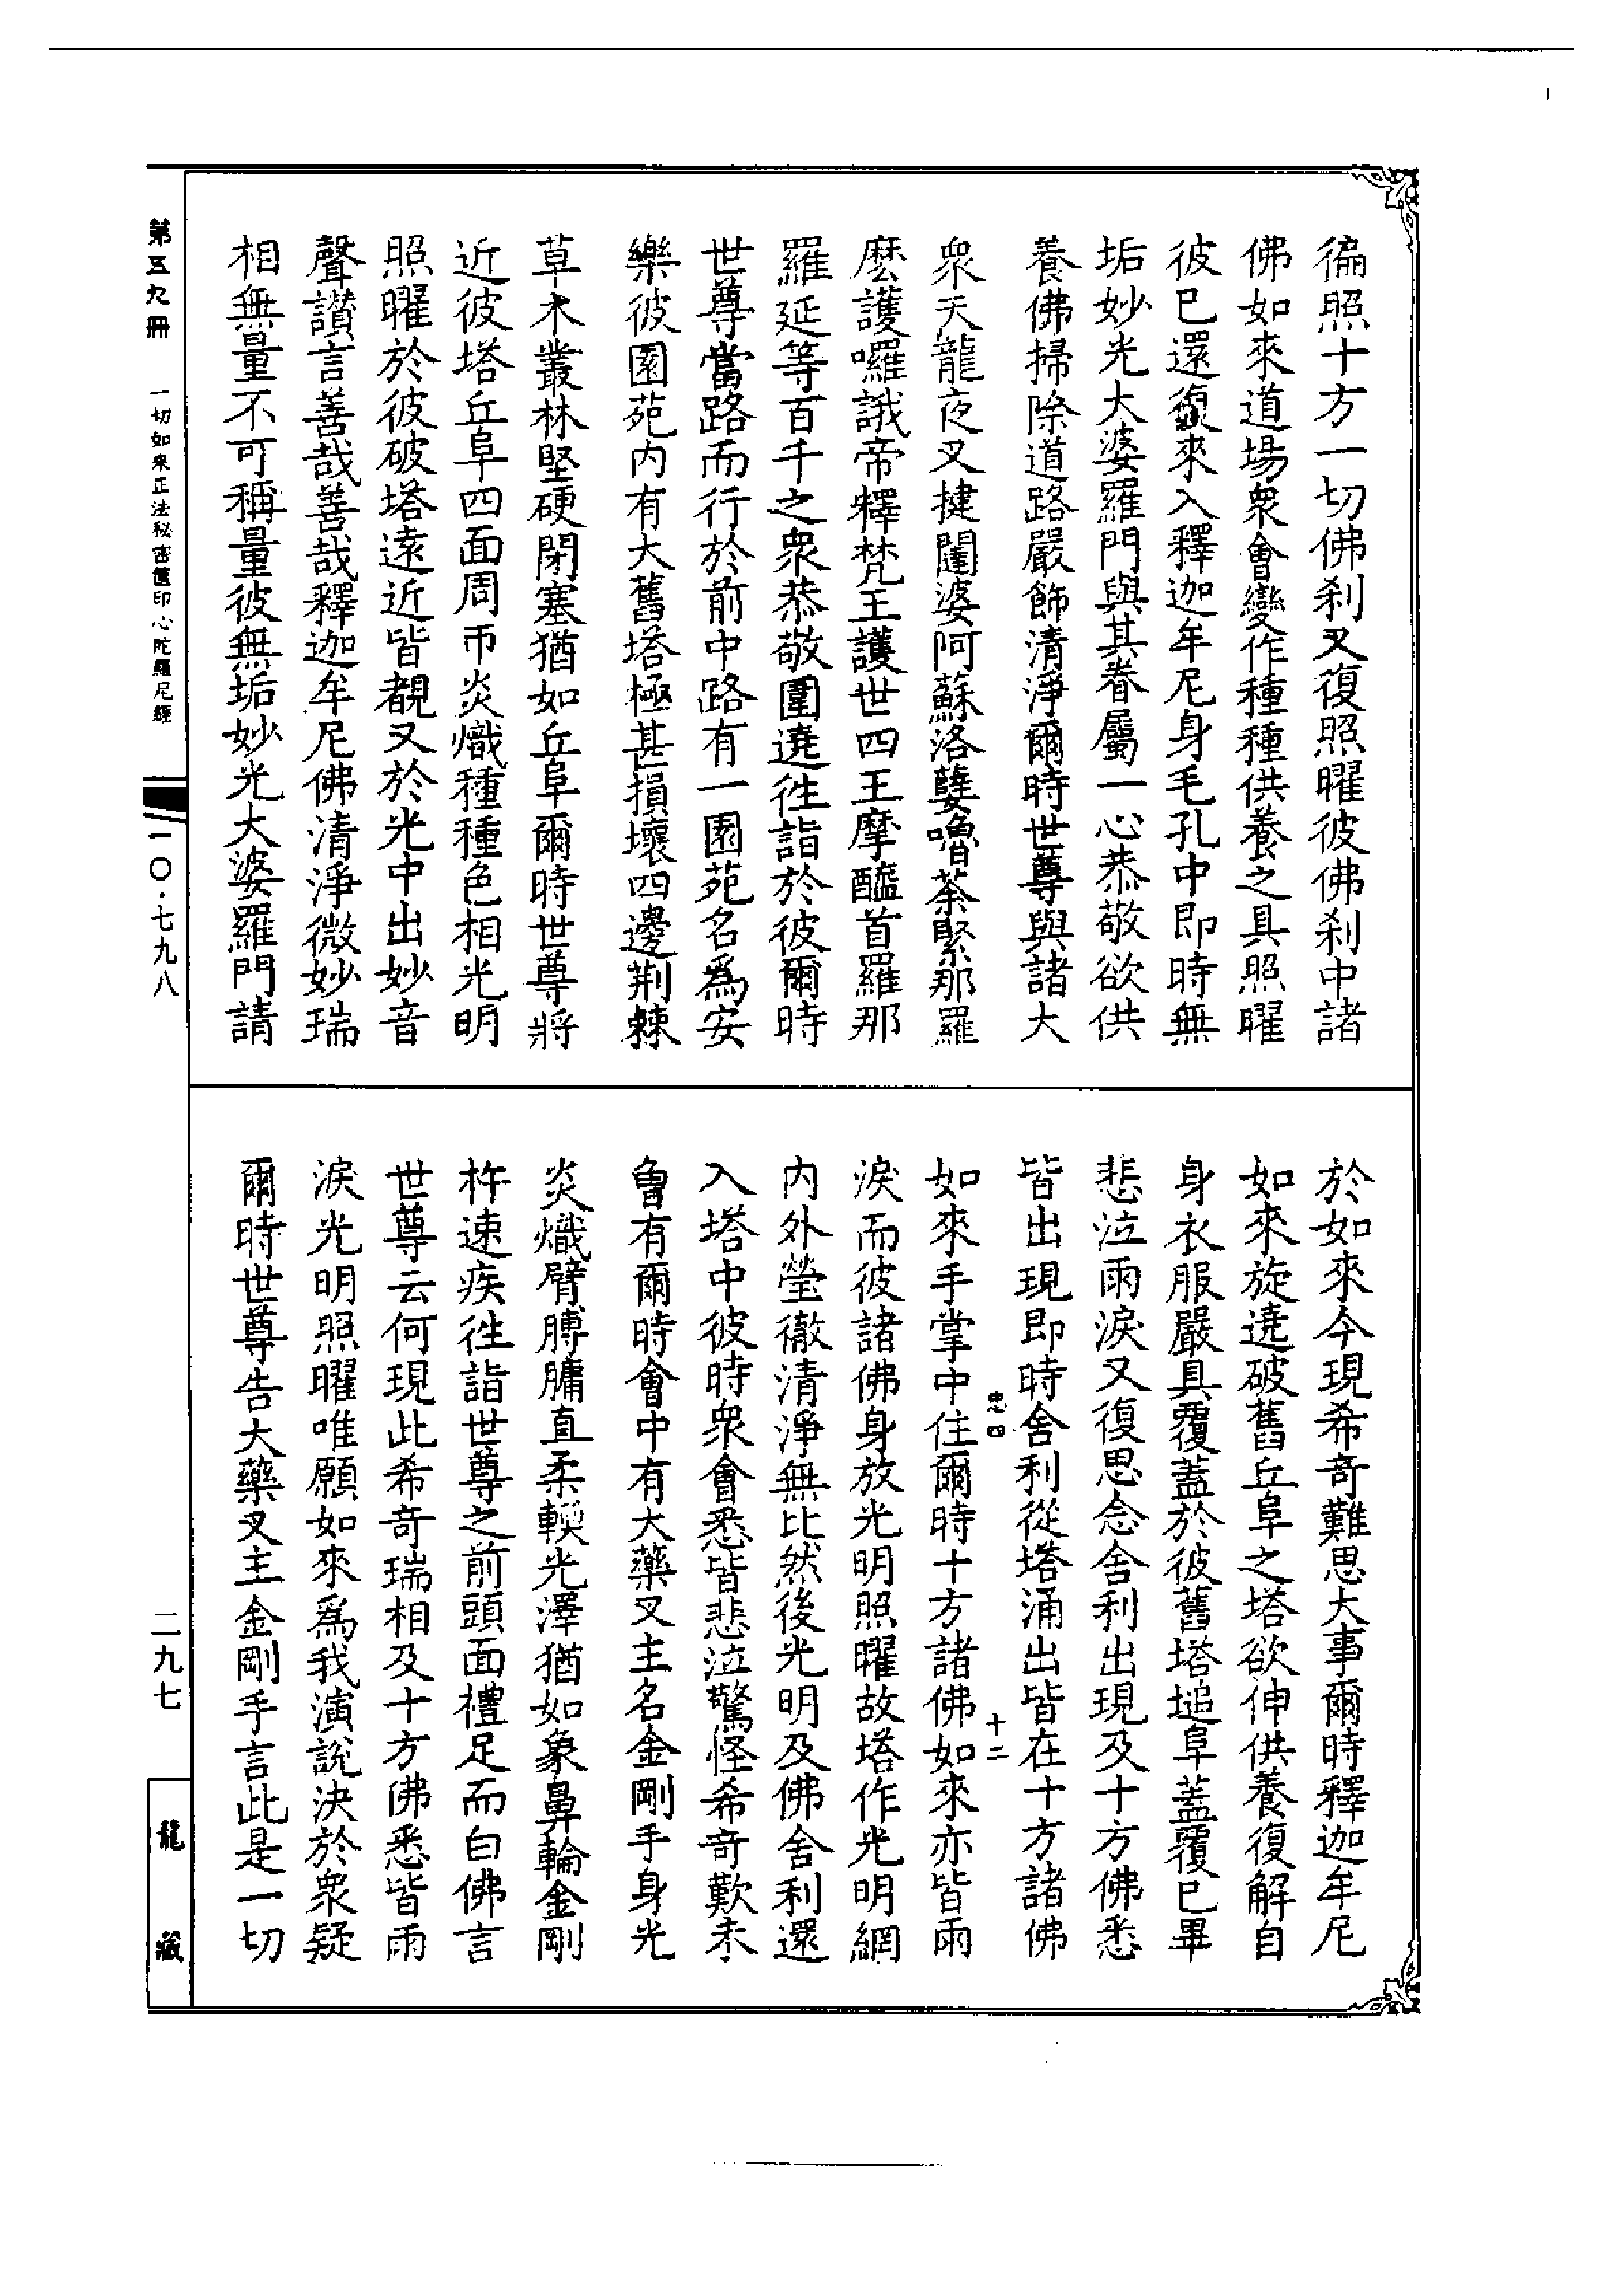 徧照十方一切佛刹又復照曜彼佛刹中諸
佛如來道場衆會變作種種供養之具照曜
彼已還復來入釋迦牟尼身毛孔中即時無
垢妙光大婆羅門與其眷屬一心恭敬欲供
養佛掃除道路嚴飾清淨爾時世尊與諸大
衆天龍夜叉揵闥婆阿蘇洛孽嚕荼緊那羅
麽護囉誐帝釋梵王護世四王摩醯首羅那
羅延等百千之衆恭敬圍遶徃詣於彼爾時
世尊當路而行於前中路有一園苑名爲安
樂彼園苑内有大舊塔極甚損壞四邊荆棘
草木叢林堅硬閉塞猶如丘阜爾時世尊將
近彼塔丘阜四面周帀炎熾種種色相光明
照曜於彼破塔遠近皆覩又於光中出妙音
聲讃言善哉善哉釋迦牟尼佛清淨微妙瑞
相無量不可稱量彼無垢妙光大婆羅門請
於如來今現希奇難思大事爾時釋迦牟尼
如來旋遶破舊丘阜之塔欲伸供養復解自
身衣服嚴具覆蓋於彼舊塔塠阜蓋覆已畢
悲泣雨淚又復思念舍利出現及十方佛悉
皆出現即時舍利從塔涌出皆在十方諸佛
忠四
十二
如來手掌中住爾時十方諸佛如來亦皆雨
淚而彼諸佛身放光明照曜故塔作光明網
内外瑩徹清淨無比然後光明及佛舍利還
入塔中彼時衆會悉皆悲泣驚怪希奇歎未
曾有爾時會中有大藥叉主名金剛手身光
炎熾臂膊𦟛直柔輭光澤猶如象鼻輪金剛
杵速疾徃詣世尊之前頭面禮足而白佛言
世尊云何現此希奇瑞相及十方佛悉皆雨
淚光明照曜唯願如來爲我演說決於衆疑
爾時世尊告大藥叉主金剛手言此是一切
第五九冊
一切如來正法秘密篋印心陀羅尼經
一〇·七九八
二九七
龍藏